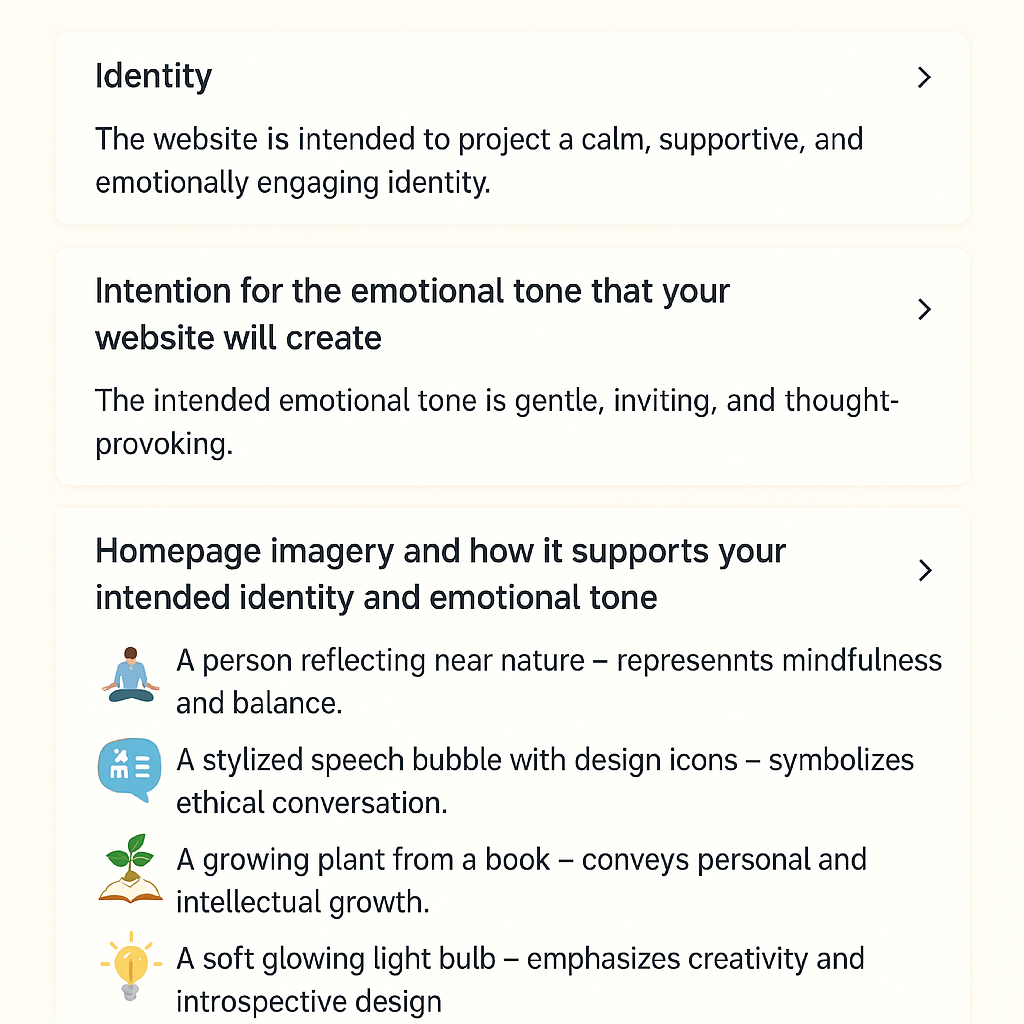 Identity
The website is intended to project a calm, supportive, and
emotionally engaging identity.
Intention for the emotional tone that your
website will create
The intended emotional tone is gentle, inviting, and thought-
provoking.
Homepage imagery and how it supports your
intended identity and emotional tone
A person reflecting near nature – represennts mindfulness
and balance.
A stylized speech bubble with design icons – symbolizes
ethical conversation.
A growing plant from a book – conveys personal and
intellectual growth.
A soft glowing light bulb – emphasizes creativity and
introspective design